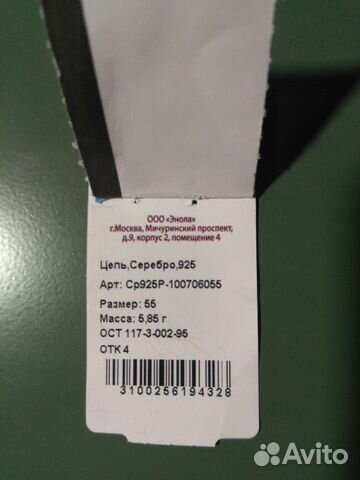 ООО «Энола»
г.Москва, Мичуринский проспект,
д.9, корпус 2, помещение 4
Цепь,Серебро,925
Арт: Ср925Р-100706055
Размер: 55
Масса: 5,85 г
ОСТ 117-3-002-95
ОТК 4
3100256194328
Avito